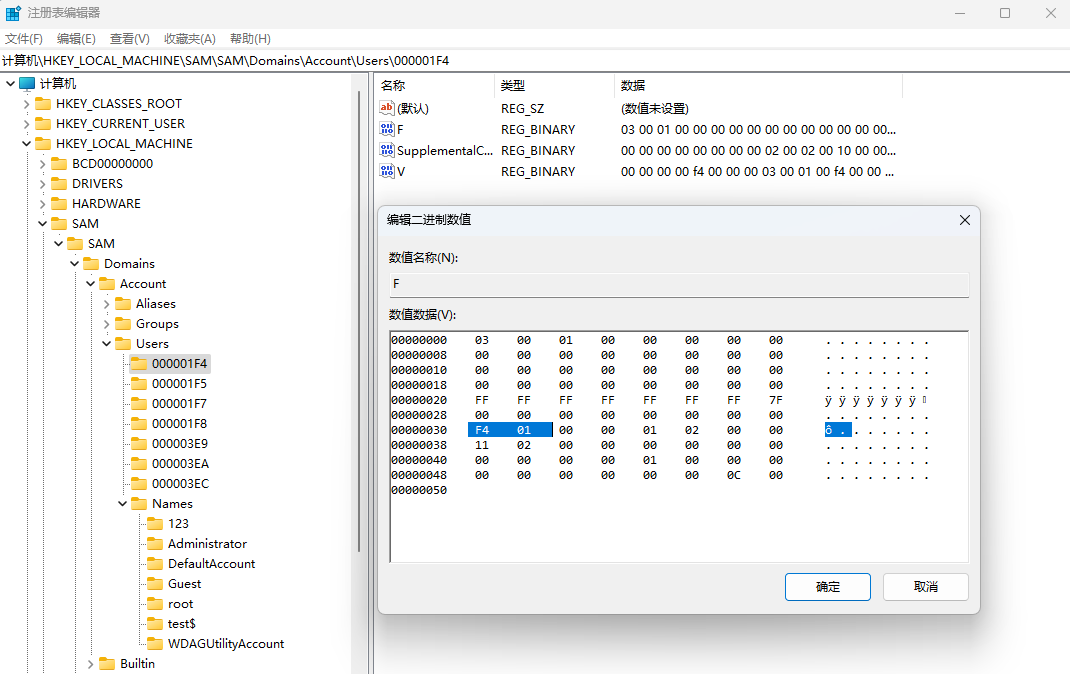 注册表编辑器
文件(F) 编辑(E) 查看(V) 收藏夹(A) 帮助(H)
计算机\HKEY_LOCAL_MACHINE\SAM\SAM\Domains\Account\Users\000001F4
计算机
HKEY_CLASSES_ROOT
HKEY_CURRENT_USER
HKEY_LOCAL_MACHINE
BCD00000000
DRIVERS
HARDWARE
SAM
SAM
Domains
Account
Aliases
Groups
Users
000001F4
000001F5
000001F7
000001F8
000003E9
000003EA
000003EC
Names
123
Administrator
DefaultAccount
Guest
root
test$
WDAGUtilityAccount
Builtin
名称 类型 数据
(默认) REG_SZ (数值未设置)
F REG_BINARY 03 00 01 00 00 00 00 00 00 00 00 00 00 00 00...
SupplementalC... REG_BINARY 00 00 00 00 00 00 00 00 02 00 02 00 10 00 00...
V REG_BINARY 00 00 00 00 f4 00 00 00 03 00 01 00 f4 00 00 ...
编辑二进制数值
数值名称(N):
F
数值数据(V):
00000000 03 00 01 00 00 00 00 00 . . . . . . . .
00000008 00 00 00 00 00 00 00 00 . . . . . . . .
00000010 00 00 00 00 00 00 00 00 . . . . . . . .
00000018 00 00 00 00 00 00 00 00 . . . . . . . .
00000020 FF FF FF FF FF FF FF 7F ÿ ÿ ÿ ÿ ÿ ÿ ÿ
00000028 00 00 00 00 00 00 00 00 . . . . . . . .
00000030 F4 01 00 00 01 02 00 00 ô . . . . . . .
00000038 11 02 00 00 00 00 00 00 . . . . . . . .
00000040 00 00 00 00 01 00 00 00 . . . . . . . .
00000048 00 00 00 00 00 00 0C 00 . . . . . . . .
00000050
确定 取消